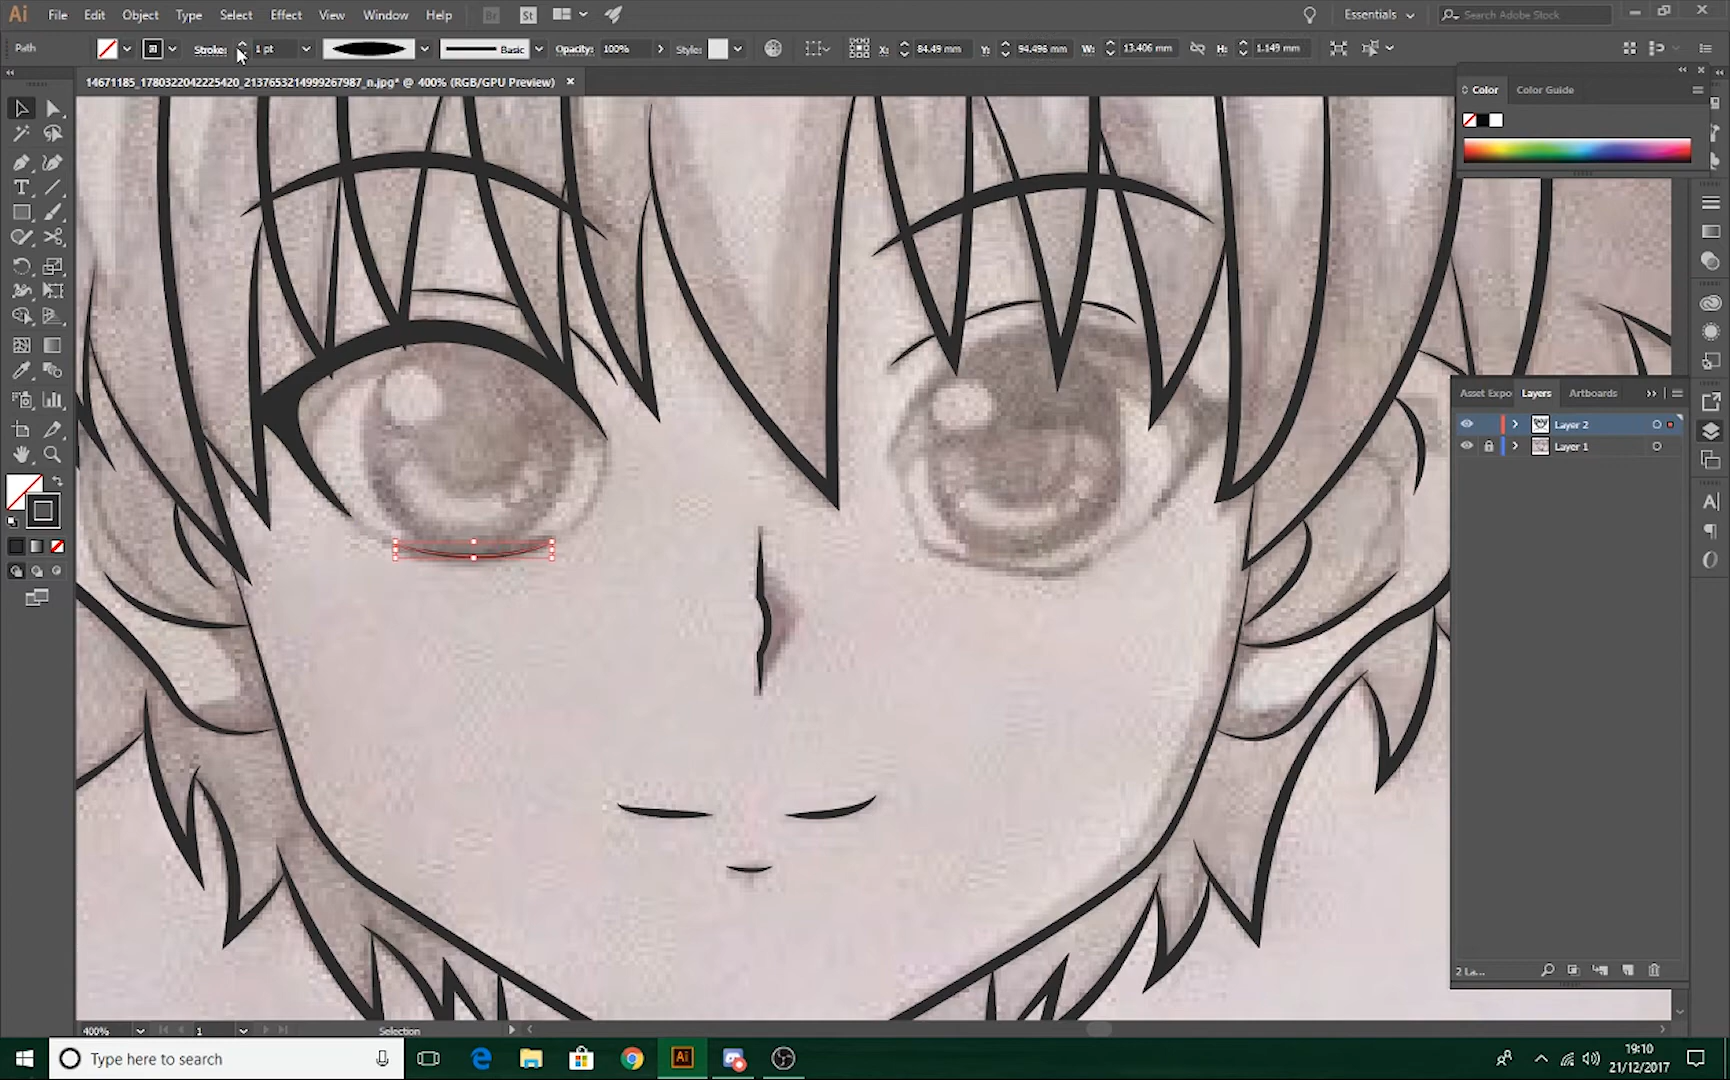 Ai File Edit Object Type Select Effect View Window Help Br St Essentials Search Adobe Stock
Path Stroke: 1 pt Basic Opacity: 100% Style: X: 84.49 mm Y: 94.496 mm W: 13.406 mm H: 1.149 mm
14671185_1780322042225420_2137653214999267987_n.jpg* @ 400% (RGB/GPU Preview)
Color Color Guide
Asset Expo Layers Artboards
Layer 2
Layer 1
2 La...
400% 1 Selection
Type here to search
19:10
21/12/2017